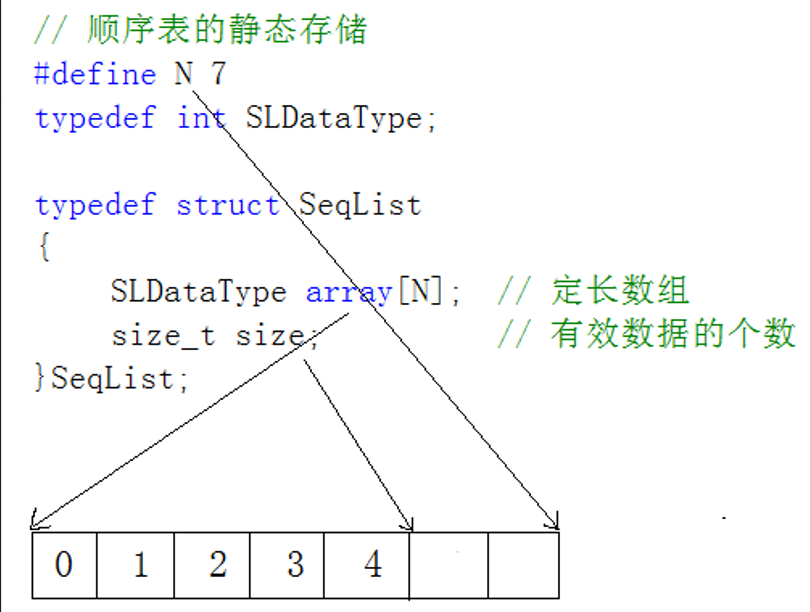 // 顺序表的静态存储
#define N 7
typedef int SLDataType;
typedef struct SeqList
{
SLDataType array[N]; // 定长数组
size_t size; // 有效数据的个数
}SeqList;
0 1 2 3 4